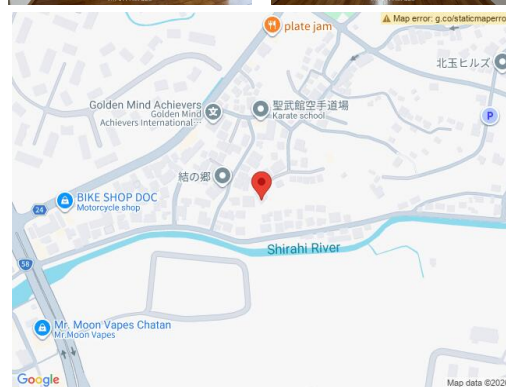 Map error: g.co/staticmaperro
plate jam
北玉ヒルズ
Golden Mind Achievers
Golden Mind
Achievers International...
聖武館空手道場
Karate school
P
結の郷
24
BIKE SHOP DOC
Motorcycle shop
58
Shirahi River
Mr. Moon Vapes Chatan
Mr.Moon Vapes
Google
Map data ©202